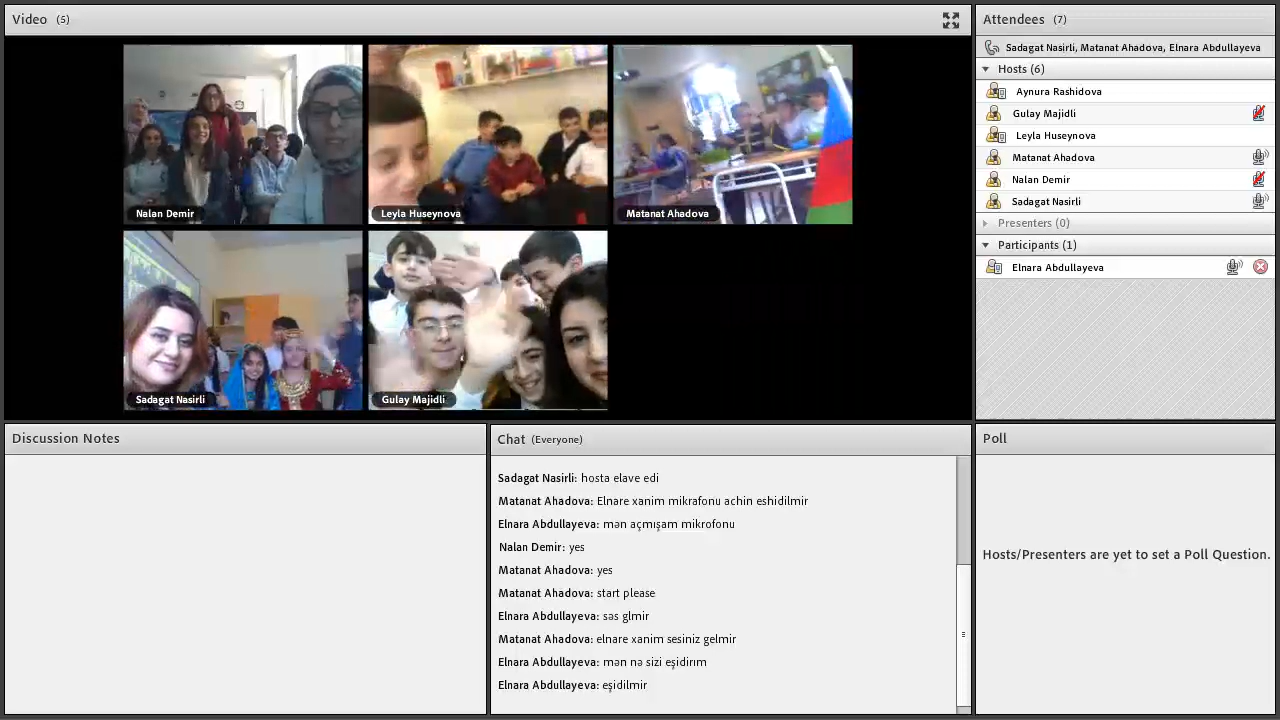 Video (5)
Nalan Demir
Leyla Huseynova
Matanat Ahadova
Sadagat Nasirli
Gulay Majidli
Attendees (7)
Sadagat Nasirli, Matanat Ahadova, Elnara Abdullayeva
Hosts (6)
Aynura Rashidova
Gulay Majidli
Leyla Huseynova
Matanat Ahadova
Nalan Demir
Sadagat Nasirli
Presenters (0)
Participants (1)
Elnara Abdullayeva
Discussion Notes
Chat (Everyone)
Sadagat Nasirli: hosta elave edi
Matanat Ahadova: Elnare xanim mikrafonu achin eshidilmir
Elnara Abdullayeva: mən açmışam mikrofonu
Nalan Demir: yes
Matanat Ahadova: yes
Matanat Ahadova: start please
Elnara Abdullayeva: səs glmir
Matanat Ahadova: elnare xanim sesiniz gelmir
Elnara Abdullayeva: mən nə sizi eşidirım
Elnara Abdullayeva: eşidilmir
Poll
Hosts/Presenters are yet to set a Poll Question.